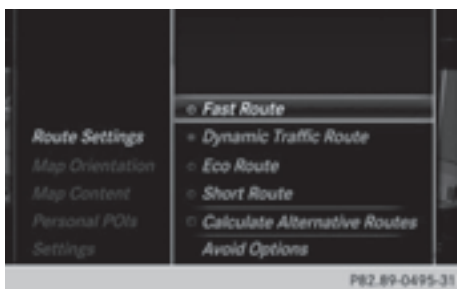 Fast Route
Route Settings
Dynamic Traffic Route
Map Orientation
Eco Route
Map Content
Short Route
Personal POIs
Calculate Alternative Routes
Settings
Avoid Options
P82.89-0495-31